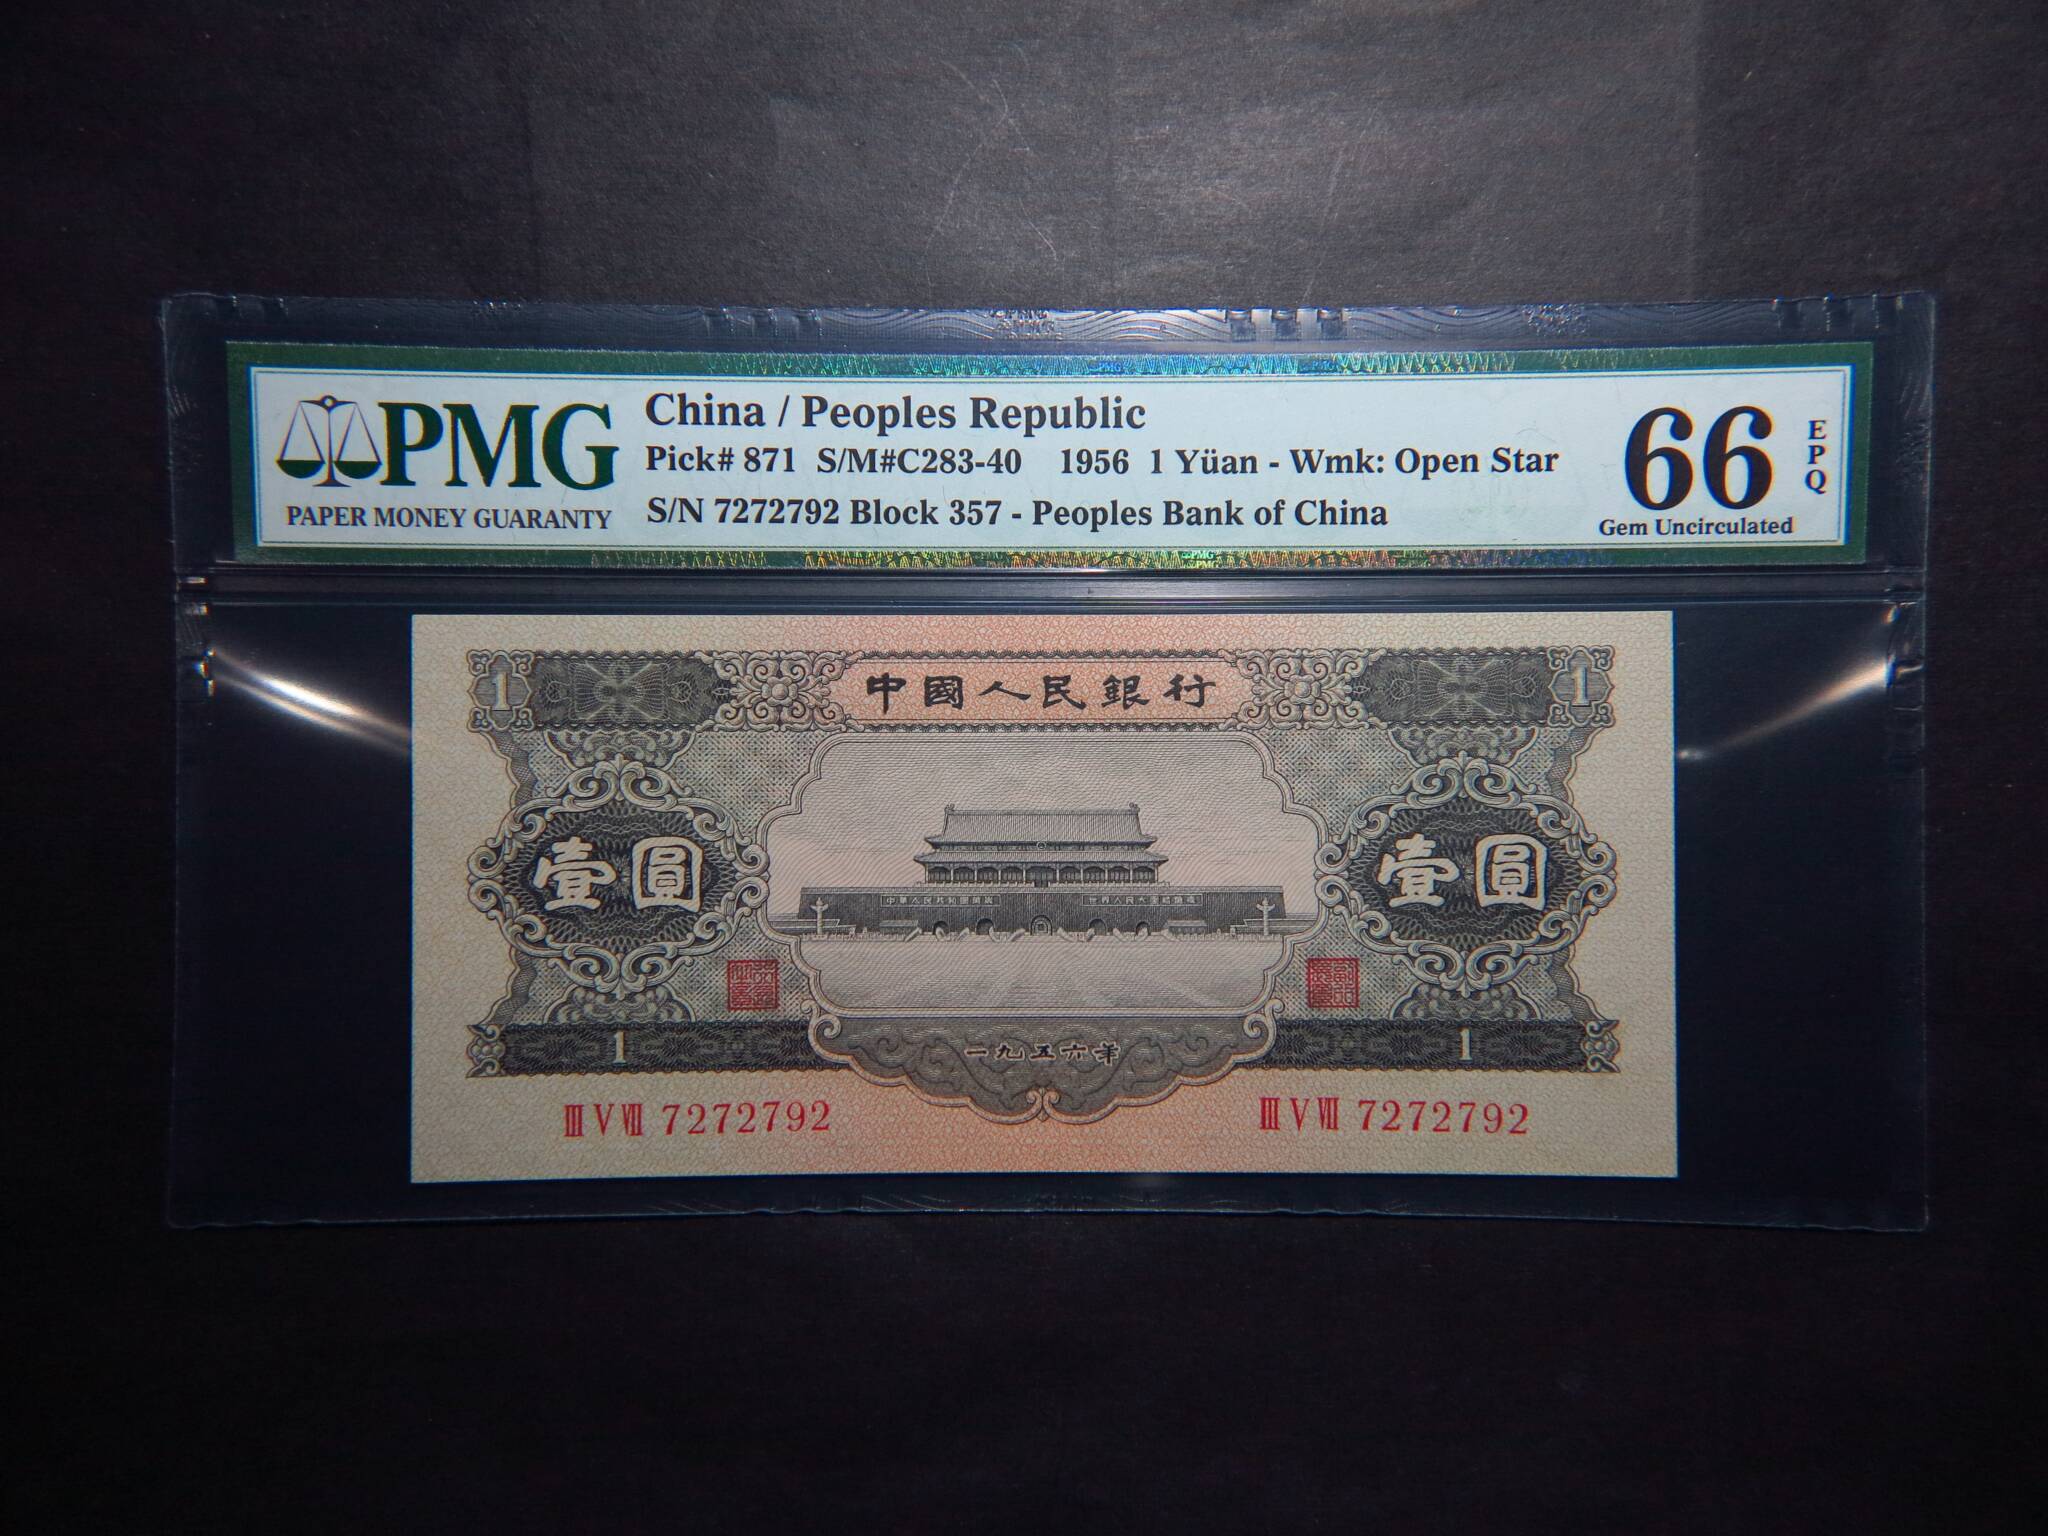 PMG
PAPER MONEY GUARANTY
China / Peoples Republic
Pick# 871 S/M#C283-40 1956 1 Yüan - Wmk: Open Star
S/N 7272792 Block 357 - Peoples Bank of China
66
EPQ
Gem Uncirculated
1 中國人民銀行 1
壹圓 壹圓
1 一九五六年 1
III V VII 7272792 III V VII 7272792